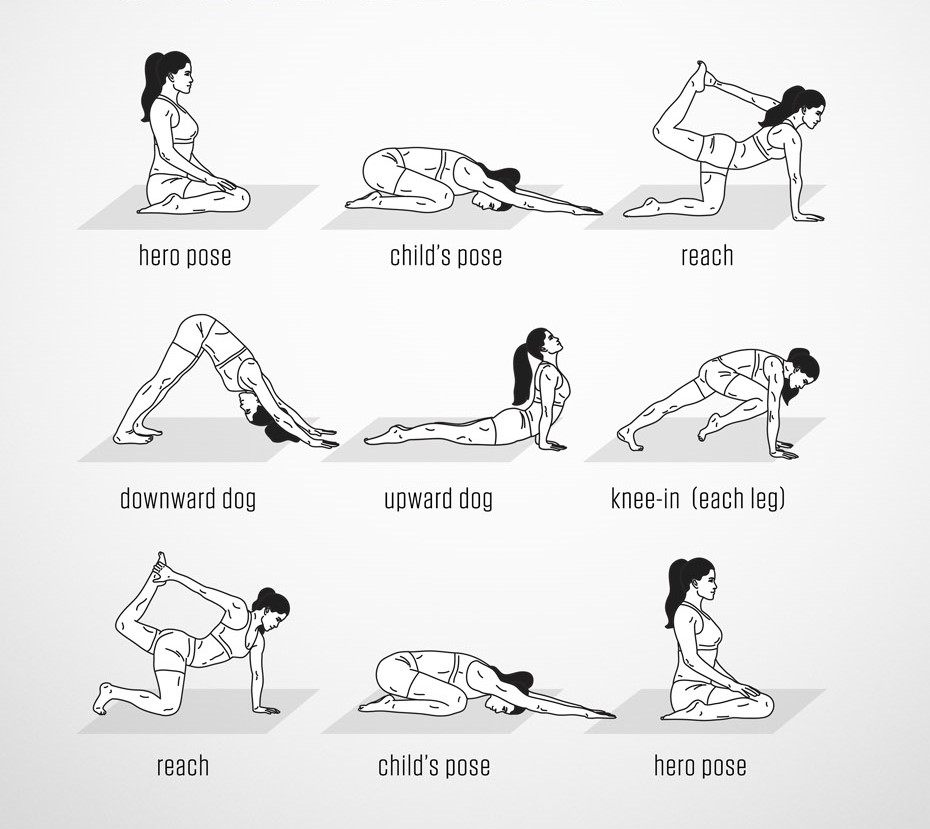 hero pose
child's pose
reach
downward dog
upward dog
knee-in (each leg)
reach
child's pose
hero pose